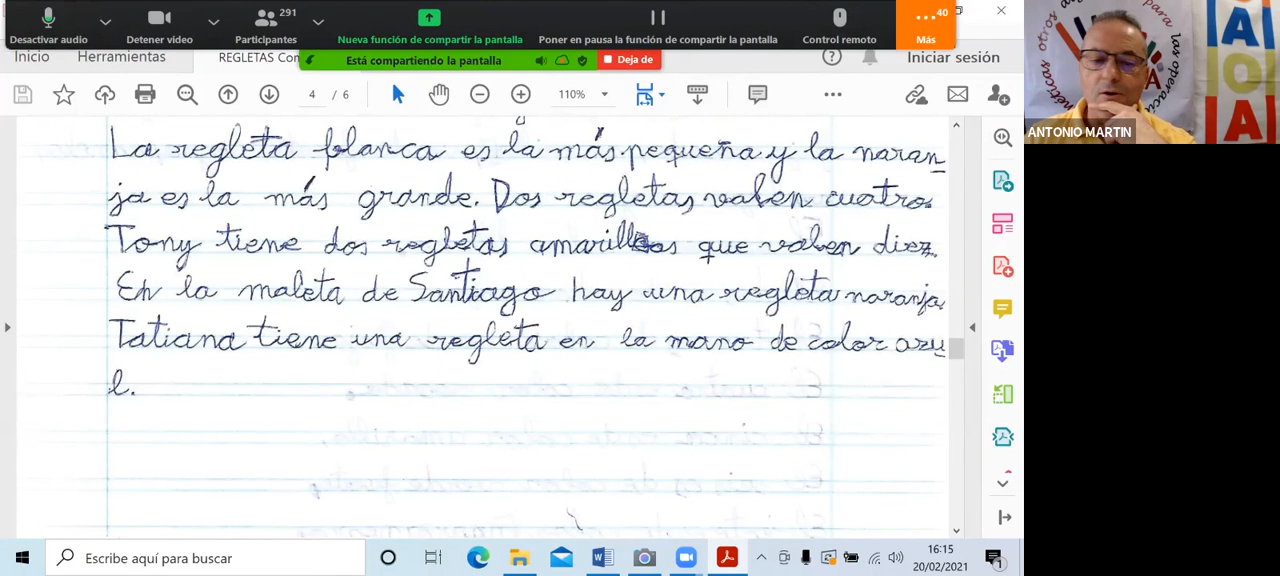 Desactivar audio
Detener video
291
Participantes
Nueva función de compartir la pantalla
Poner en pausa la función de compartir la pantalla
Control remoto
40
Más
Inicio
Herramientas
REGLETAS Con
Está compartiendo la pantalla
Deja de
Iniciar sesión
4 / 6
110%
La regleta blanca es la más pequeña y la naran
ja es la más grande. Dos regletas valen cuatro.
Tony tiene dos regletas amarillas que valen diez.
En la maleta de Santiago hay una regleta naranja.
Tatiana tiene una regleta en la mano de color azu
l.
ANTONIO MARTIN
Escribe aquí para buscar
16:15
20/02/2021
1